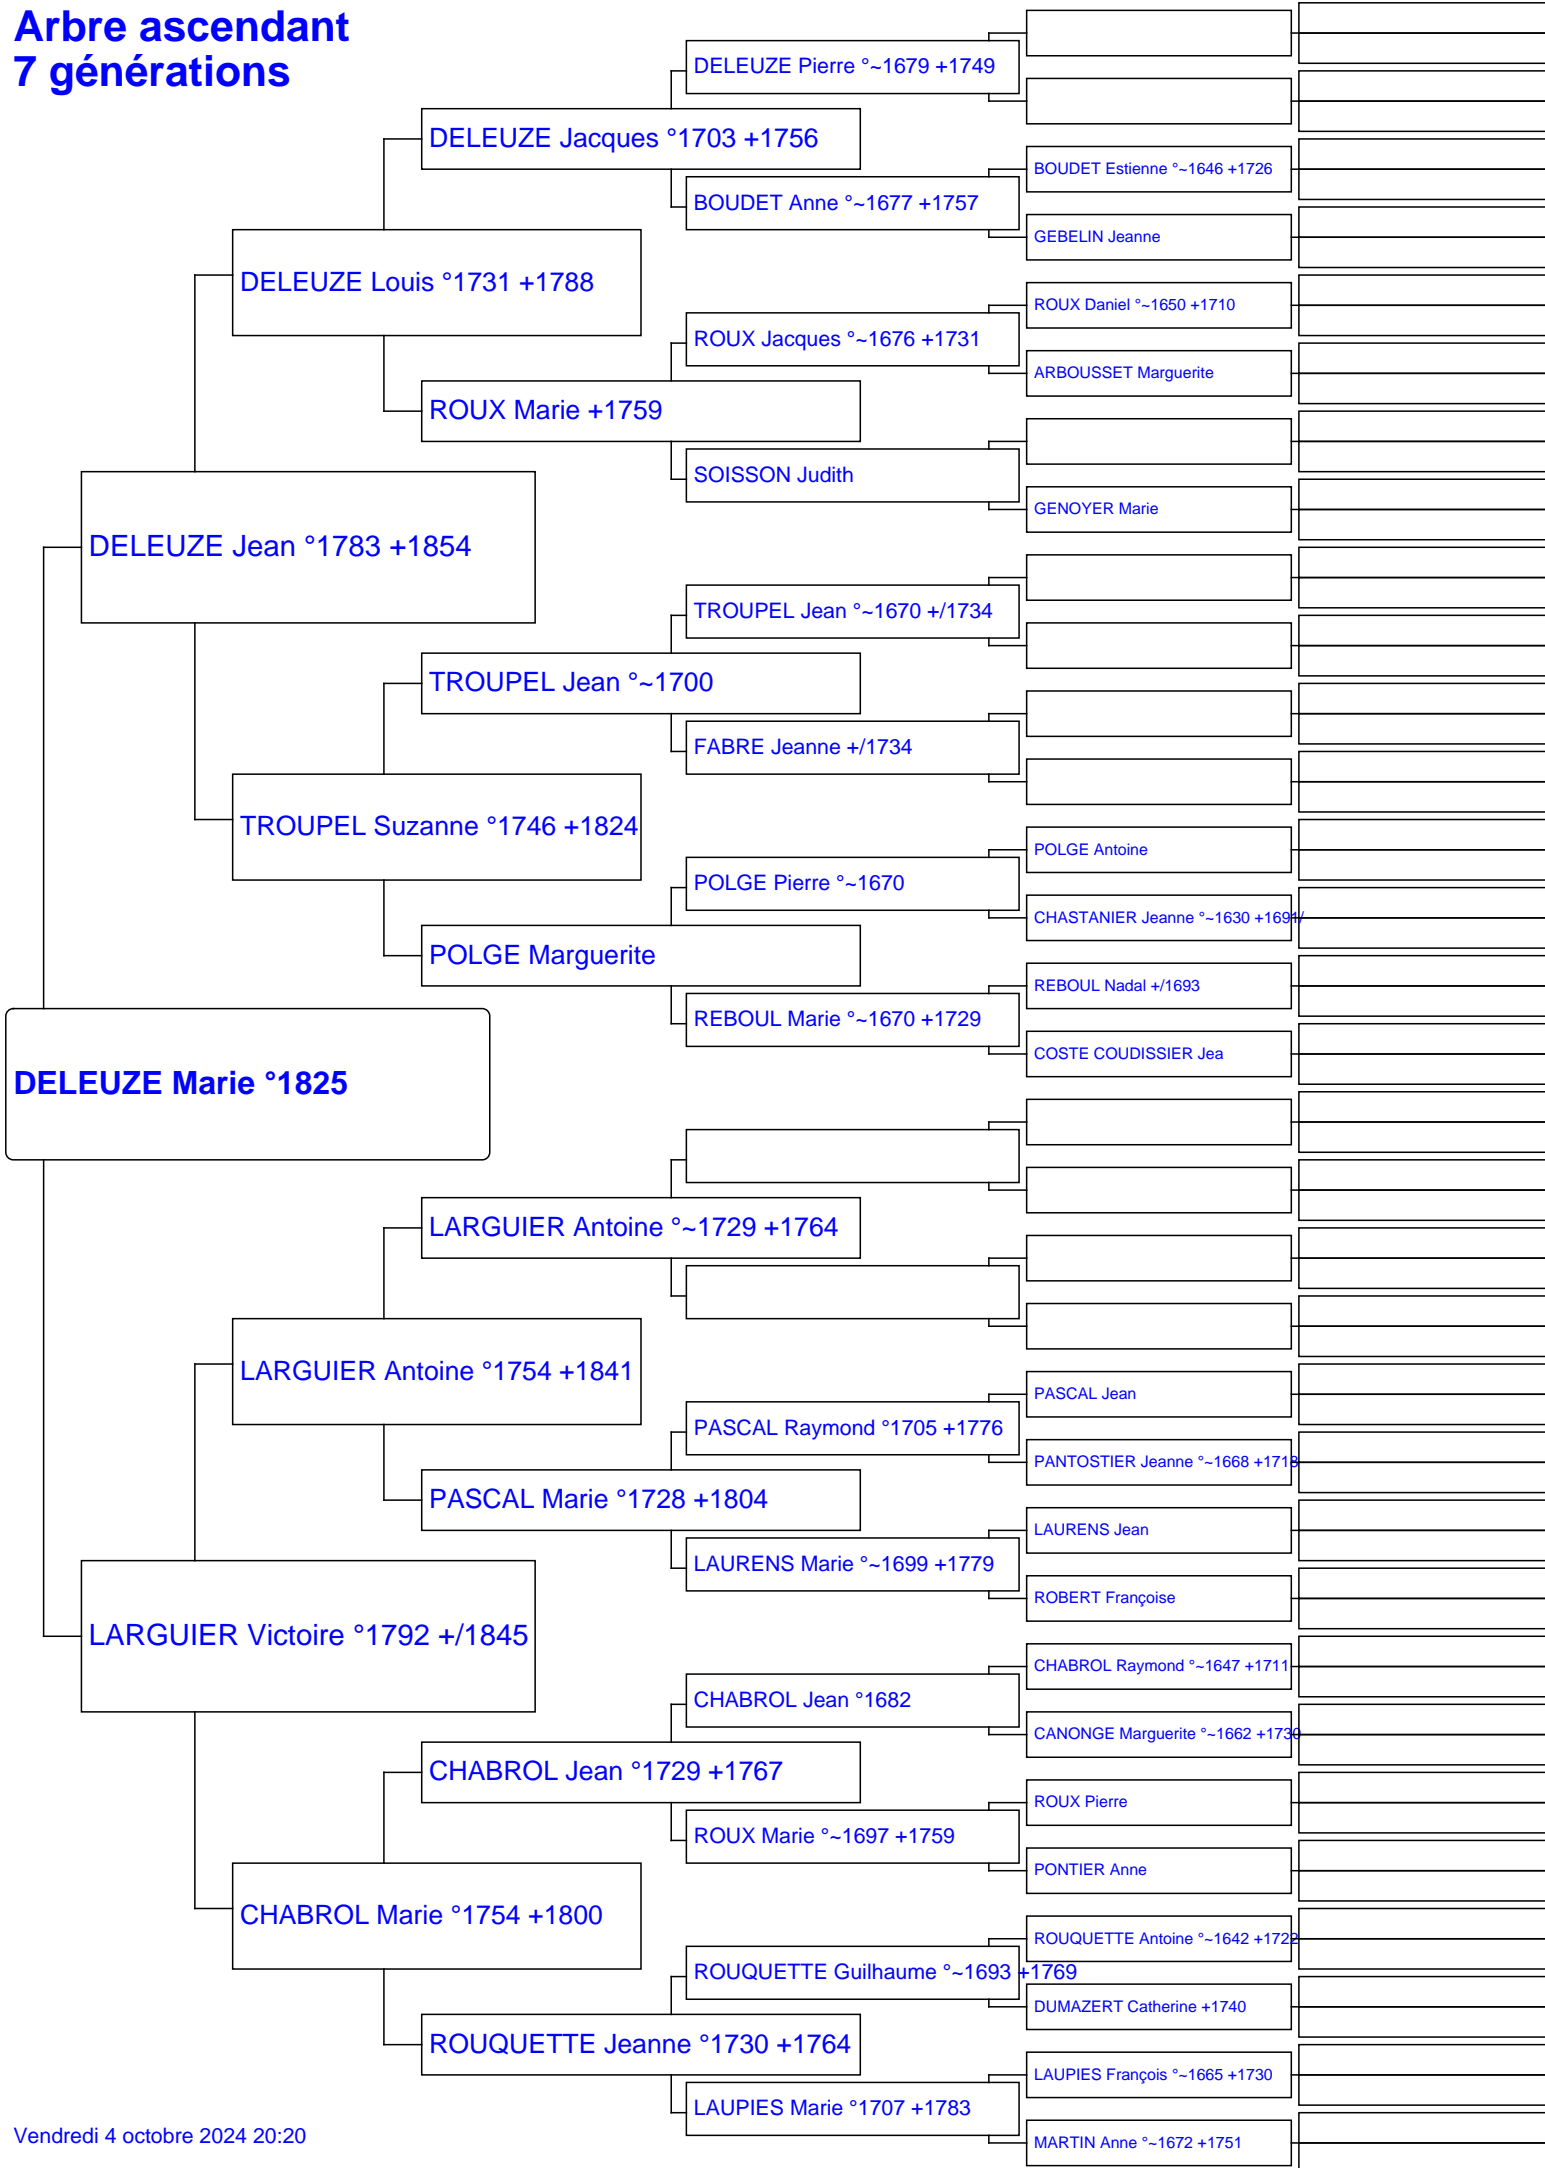 Arbre ascendant
7 générations
DELEUZE Pierre °~1679 +1749
DELEUZE Jacques °1703 +1756
BOUDET Estienne °~1646 +1726
BOUDET Anne °~1677 +1757
GEBELIN Jeanne
DELEUZE Louis °1731 +1788
ROUX Daniel °~1650 +1710
ROUX Jacques °~1676 +1731
ARBOUSSET Marguerite
ROUX Marie +1759
SOISSON Judith
GENOYER Marie
DELEUZE Jean °1783 +1854
TROUPEL Jean °~1670 +/1734
TROUPEL Jean °~1700
FABRE Jeanne +/1734
TROUPEL Suzanne °1746 +1824
POLGE Antoine
POLGE Pierre °~1670
CHASTANIER Jeanne °~1630 +1691/
POLGE Marguerite
REBOUL Nadal +/1693
REBOUL Marie °~1670 +1729
COSTE COUDISSIER Jea
DELEUZE Marie °1825
LARGUIER Antoine °~1729 +1764
LARGUIER Antoine °1754 +1841
PASCAL Jean
PASCAL Raymond °1705 +1776
PANTOSTIER Jeanne °~1668 +1718
PASCAL Marie °1728 +1804
LAURENS Jean
LAURENS Marie °~1699 +1779
ROBERT Françoise
LARGUIER Victoire °1792 +/1845
CHABROL Raymond °~1647 +1711
CHABROL Jean °1682
CANONGE Marguerite °~1662 +1730
CHABROL Jean °1729 +1767
ROUX Pierre
ROUX Marie °~1697 +1759
PONTIER Anne
CHABROL Marie °1754 +1800
ROUQUETTE Antoine °~1642 +1722
ROUQUETTE Guilhaume °~1693 +1769
DUMAZERT Catherine +1740
ROUQUETTE Jeanne °1730 +1764
LAUPIES François °~1665 +1730
LAUPIES Marie °1707 +1783
MARTIN Anne °~1672 +1751
Vendredi 4 octobre 2024 20:20